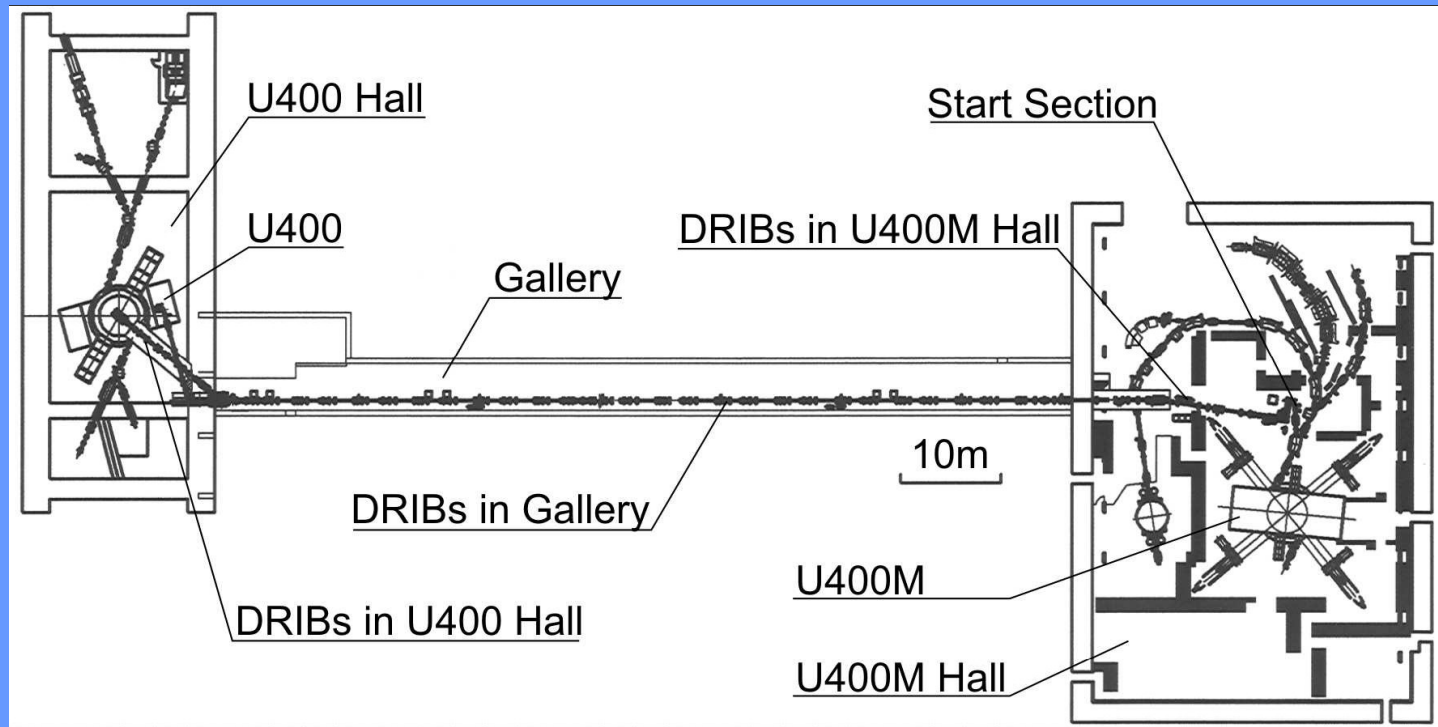 U400 Hall
Start Section
U400
DRIBs in U400M Hall
Gallery
10m
DRIBs in Gallery
U400M
DRIBs in U400 Hall
U400M Hall